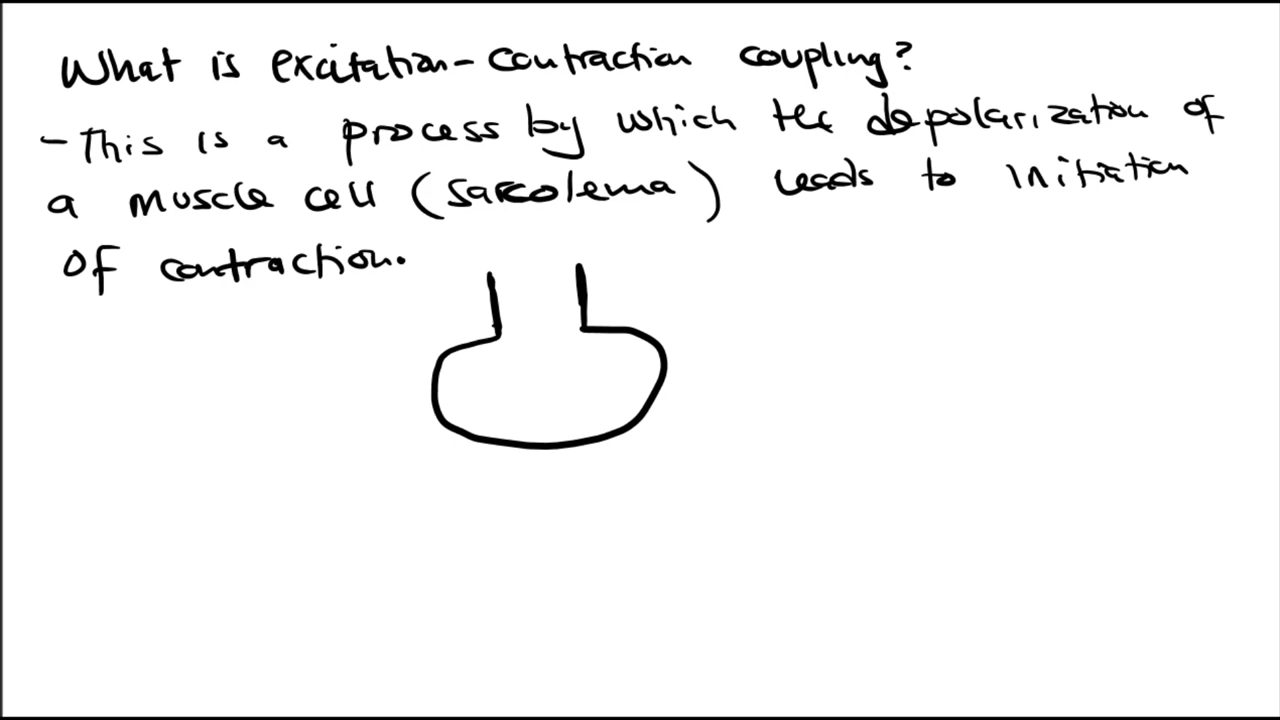 What is excitation-contraction coupling?
- This is a process by which the depolarization of
a muscle cell (sarcolema) leads to initiation
of contraction.